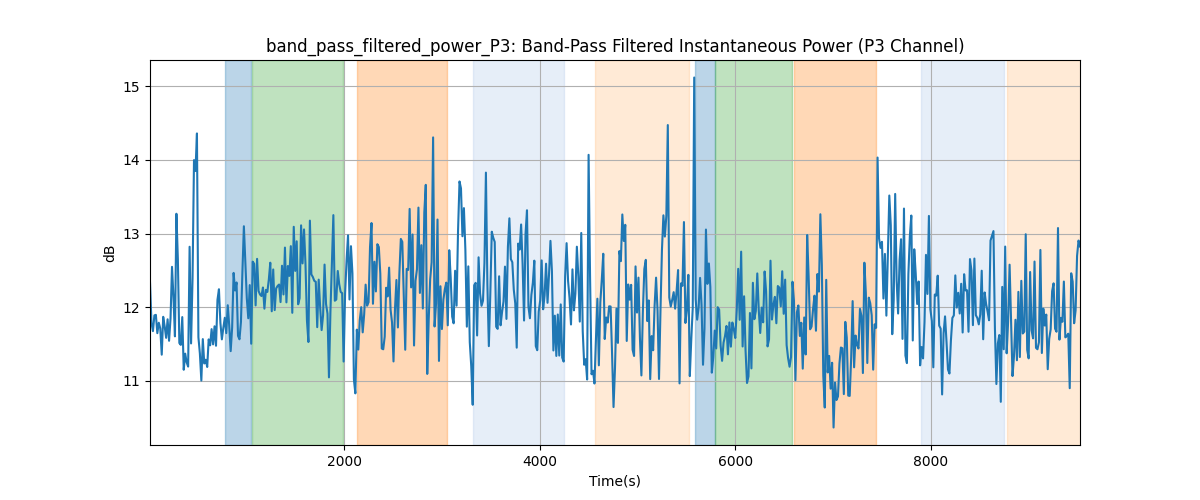 band_pass_filtered_power_P3: Band-Pass Filtered Instantaneous Power (P3 Channel)
15
14
13
12
11
dB
2000 4000 6000 8000
Time(s)